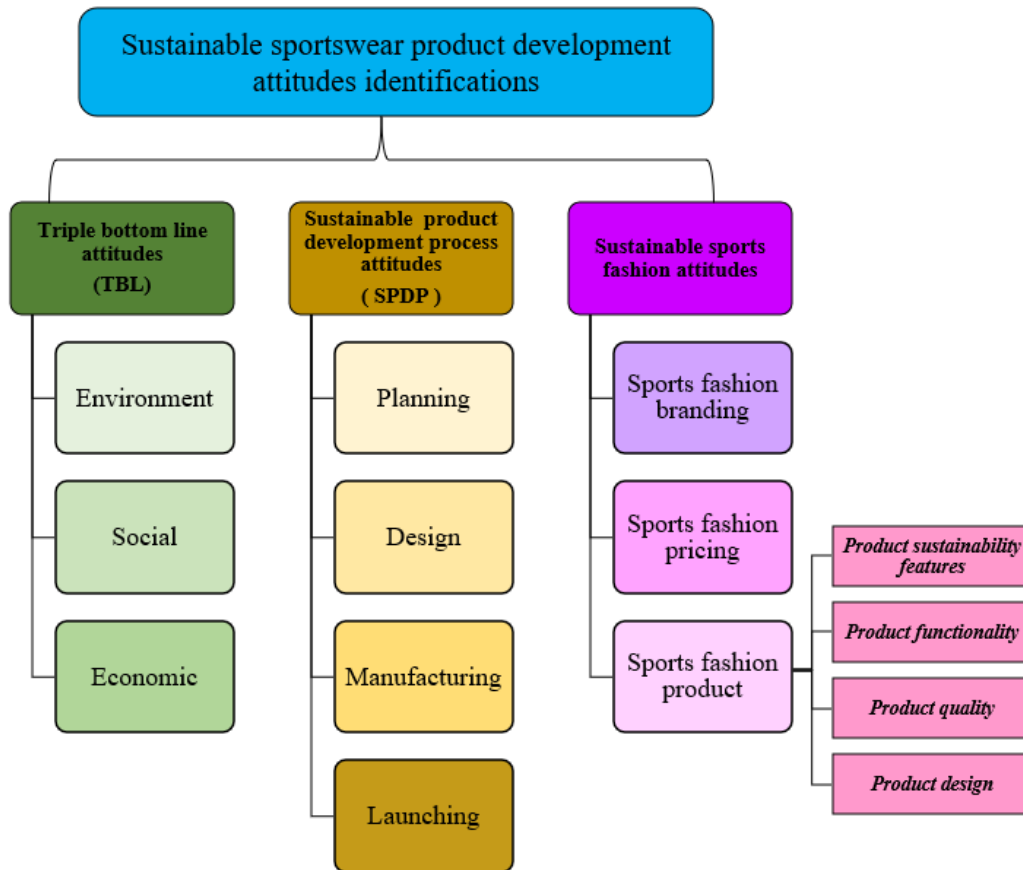 Sustainable sportswear product development
attitudes identifications
Triple bottom line
attitudes
(TBL)
Environment
Social
Economic
Sustainable product
development process
attitudes
( SPDP )
Planning
Design
Manufacturing
Launching
Sustainable sports
fashion attitudes
Sports fashion
branding
Sports fashion
pricing
Sports fashion
product
Product sustainability
features
Product functionality
Product quality
Product design